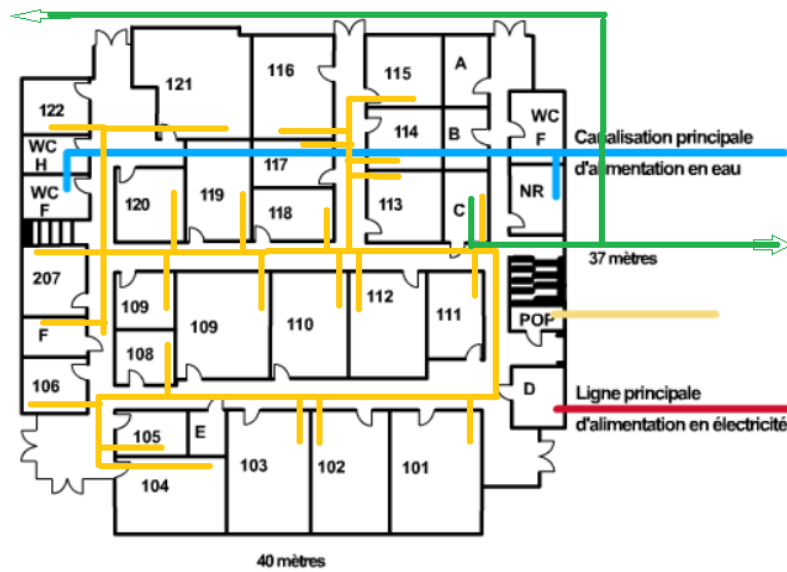 121
116
115
A
122
WC
H
117
114
B
WC
F
Canalisation principale
d'alimentation en eau
WC
F
120
119
118
113
C
NR
37 mètres
207
109
109
110
112
111
F
108
POP
106
D
Ligne principale
d'alimentation en électricité
105
E
104
103
102
101
40 mètres